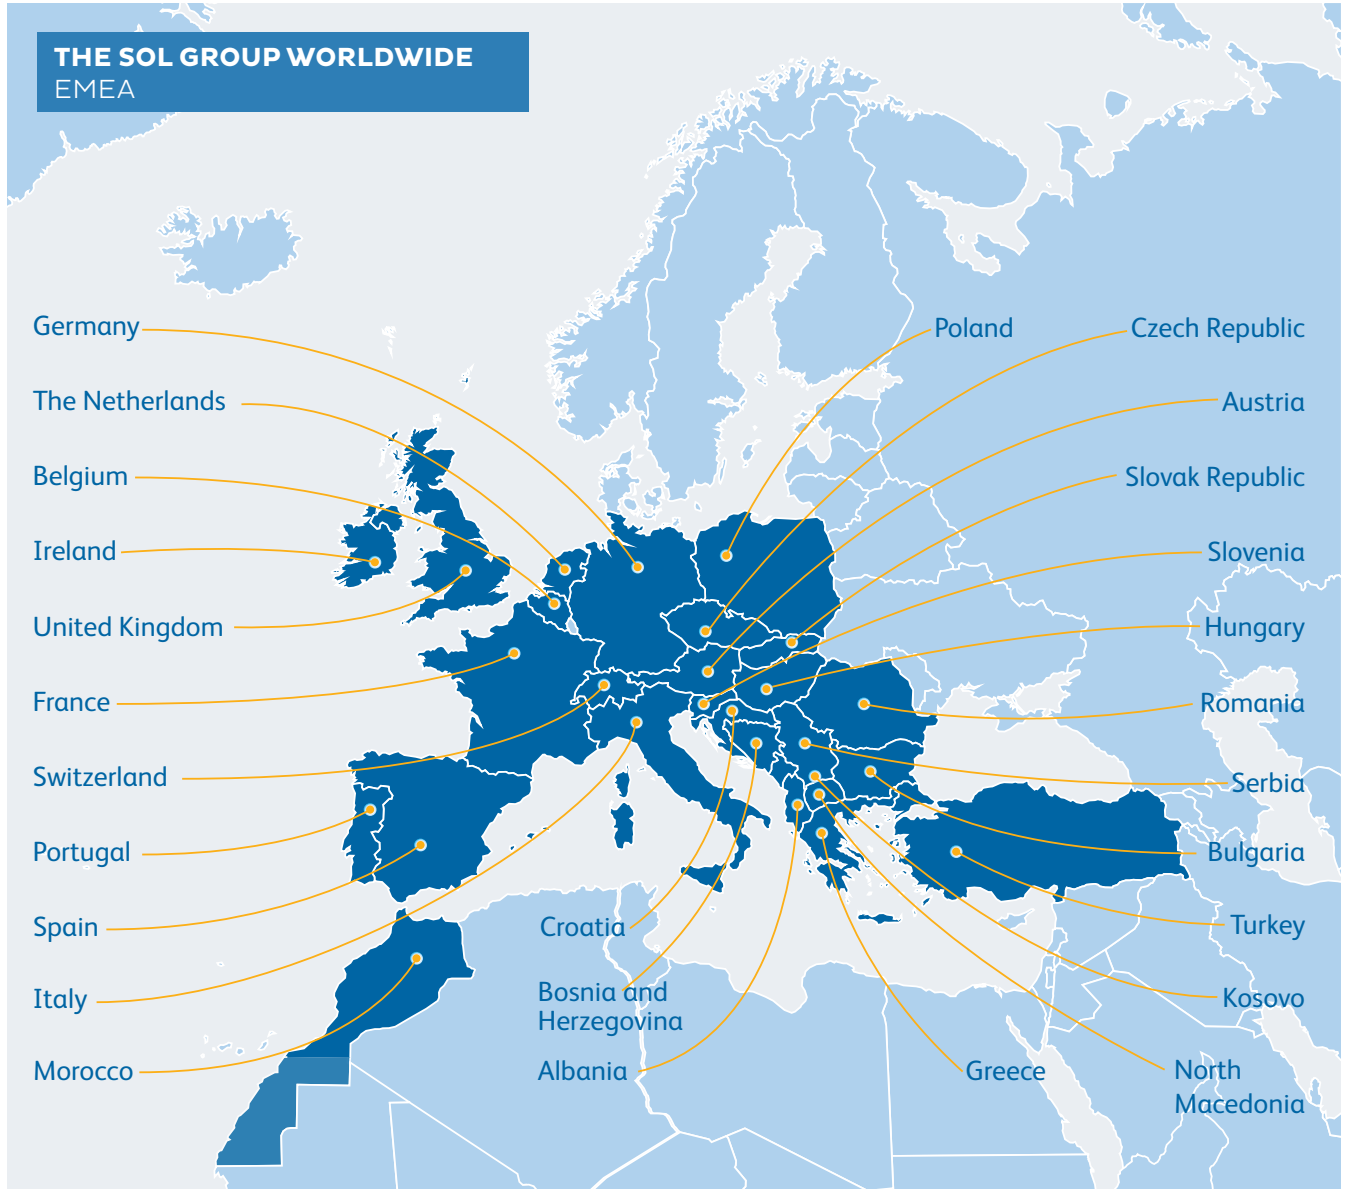 THE SOL GROUP WORLDWIDE
EMEA
Germany
The Netherlands
Belgium
Ireland
United Kingdom
France
Switzerland
Portugal
Spain
Italy
Morocco
Croatia
Bosnia and
Herzegovina
Albania
Poland
Czech Republic
Austria
Slovak Republic
Slovenia
Hungary
Romania
Serbia
Bulgaria
Turkey
Kosovo
Greece
North
Macedonia